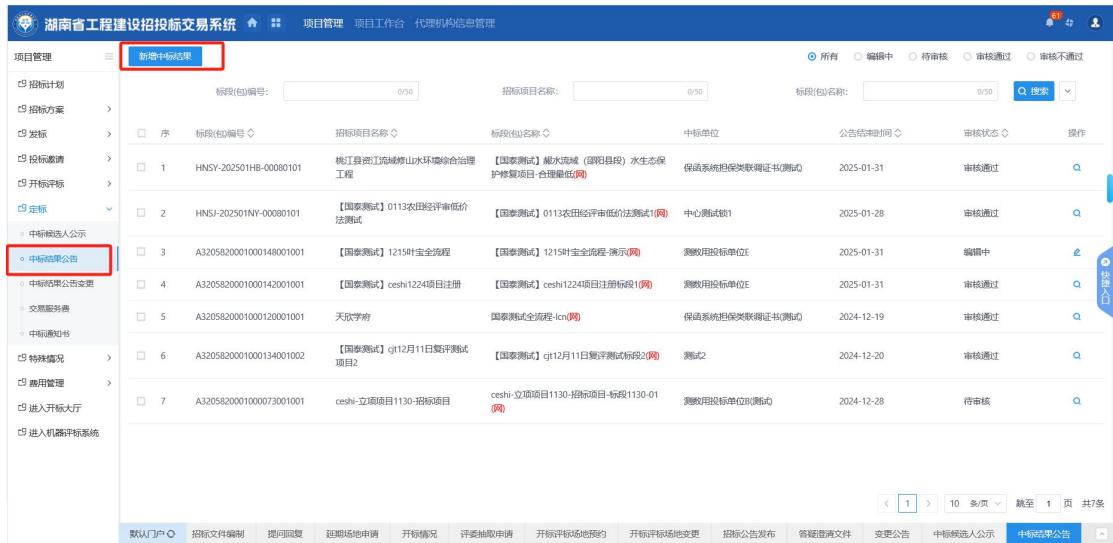 湖南省工程建设招投标交易系统 项目管理 项目工作台 代理机构信息管理 61
项目管理
招标计划
招标方案
发标
投标邀请
开标评标
定标
中标候选人公示
中标结果公告
中标结果公告变更
交易服务费
中标通知书
特殊情况
费用管理
进入开标大厅
进入机器评标系统
新增中标结果 所有 编辑中 待审核 审核通过 审核不通过
标段(包)编号: 0/50 招标项目名称: 0/50 标段(包)名称: 0/50 搜索
序 标段(包)编号 招标项目名称 标段(包)名称 中标单位 公告结束时间 审核状态 操作
1 HNSY-202501HB-00080101 桃江县资江流域修山水环境综合治理 【国泰测试】郦水流域（邵阳县段）水生态保 保函系统担保类联调证书(测试) 2025-01-31 审核通过
工程 护修复项目-合理最低(网)
2 HNSJ-202501NY-00080101 【国泰测试】0113农田经评审低价 【国泰测试】0113农田经评审低价法测试1(网) 中心测试锁1 2025-01-28 审核通过
法测试
3 A3205820001000148001001 【国泰测试】1215叶宝全流程 【国泰测试】1215叶宝全流程-演示(网) 测数用投标单位E 2025-01-31 编辑中
4 A3205820001000142001001 【国泰测试】ceshi1224项目注册 【国泰测试】ceshi1224项目注册标段1(网) 测数用投标单位E 2025-01-31 审核通过
5 A3205820001000120001001 天欣学府 国泰测试全流程-lcn(网) 保函系统担保类联调证书(测试) 2024-12-19 审核通过
6 A3205820001000134001002 【国泰测试】cjt12月11日复评测试 【国泰测试】cjt12月11日复评测试标段2(网) 测试2 2024-12-20 审核通过
项目2
7 A3205820001000073001001 ceshi-立项项目1130-招标项目 ceshi-立项项目1130-招标项目-标段1130-01 测数用投标单位B(测试) 2024-12-28 待审核
(网)
快捷入口
1 10 条/页 跳至 1 页 共7条
默认门户 招标文件编制 提问回复 延期场地申请 开标情况 评委抽取申请 开标评标场地预约 开标评标场地变更 招标公告发布 答疑澄清文件 变更公告 中标候选人公示 中标结果公告